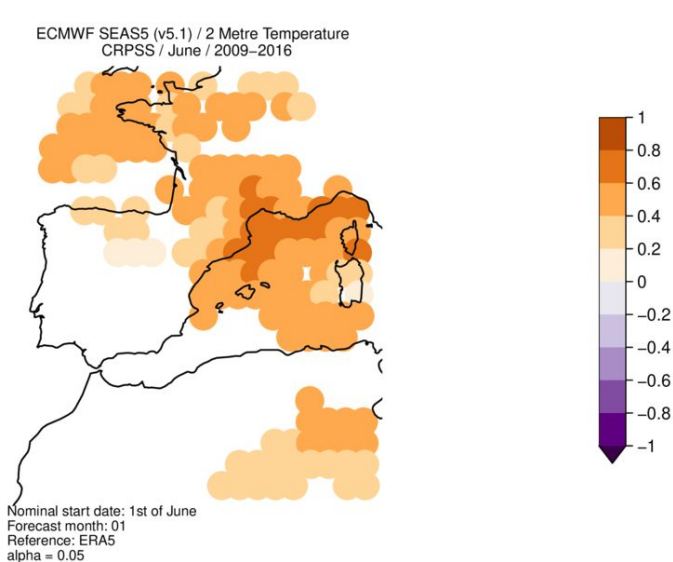 ECMWF SEAS5 (v5.1) / 2 Metre Temperature
CRPSS / June / 2009−2016
1
0.8
0.6
0.4
0.2
0
−0.2
−0.4
−0.6
−0.8
−1
Nominal start date: 1st of June
Forecast month: 01
Reference: ERA5
alpha = 0.05